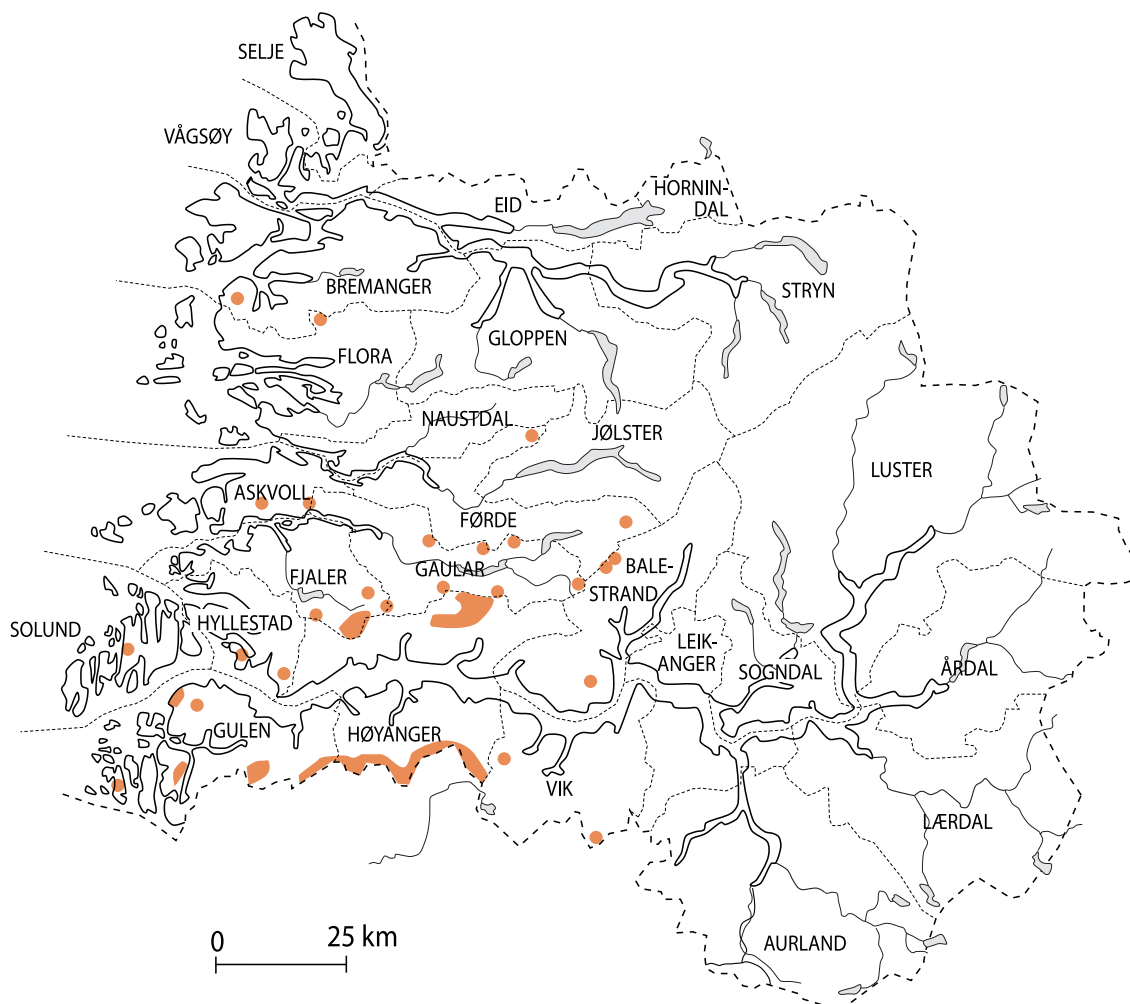 SELJE
VÅGSØY
HORNIN-
DAL
EID
BREMANGER
STRYN
GLOPPEN
FLORA
NAUSTDAL
JØLSTER
LUSTER
ASKVOLL
FØRDE
GAULAR
BALE-
STRAND
FJALER
HYLLESTAD
SOLUND
LEIK-
ANGER
SOGNDAL
ÅRDAL
GULEN
HØYANGER
VIK
LÆRDAL
AURLAND
0 25 km